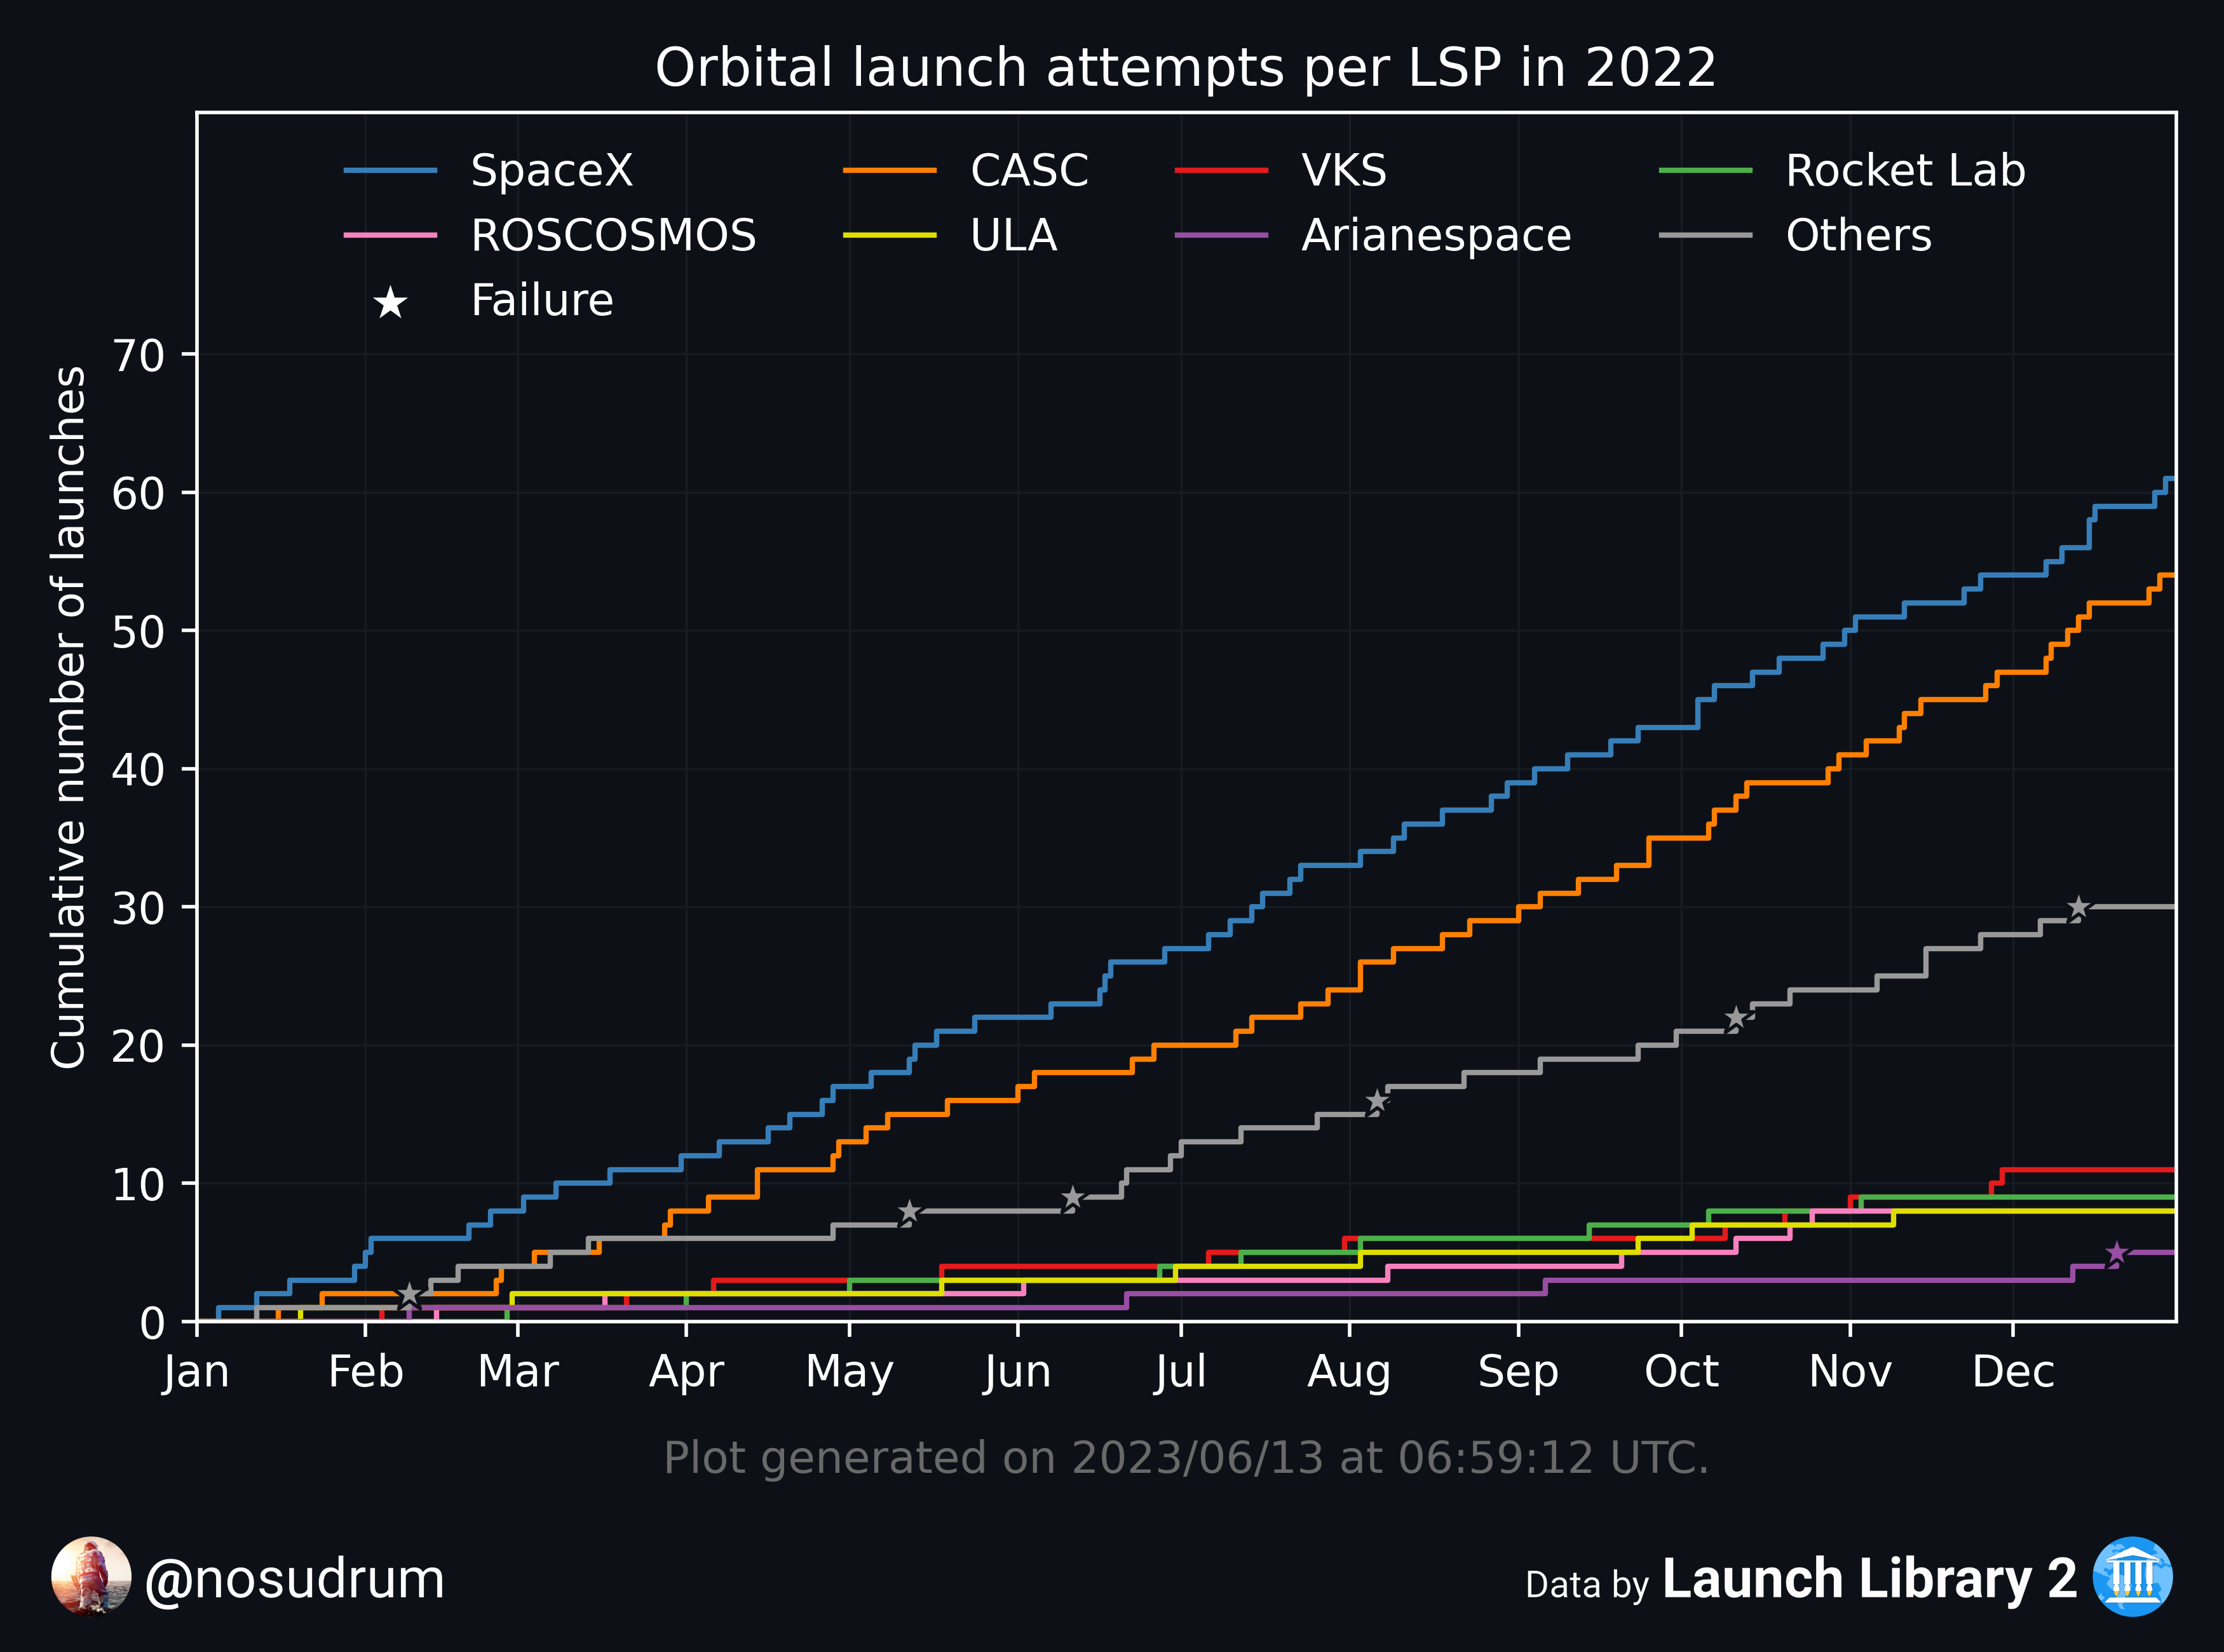 Orbital launch attempts per LSP in 2022
SpaceX CASC VKS Rocket Lab
ROSCOSMOS ULA Arianespace Others
Failure
Cumulative number of launches
70
60
50
40
30
20
10
0
Jan Feb Mar Apr May Jun Jul Aug Sep Oct Nov Dec
Plot generated on 2023/06/13 at 06:59:12 UTC.
@nosudrum
Data by Launch Library 2